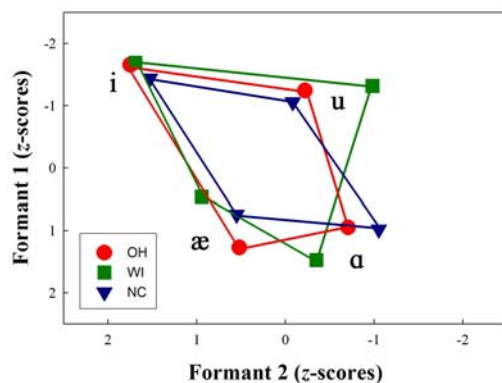 -2
-1
0
1
2
Formant 1 (z-scores)
i
u
æ
ɑ
OH
WI
NC
2
1
0
-1
-2
Formant 2 (z-scores)